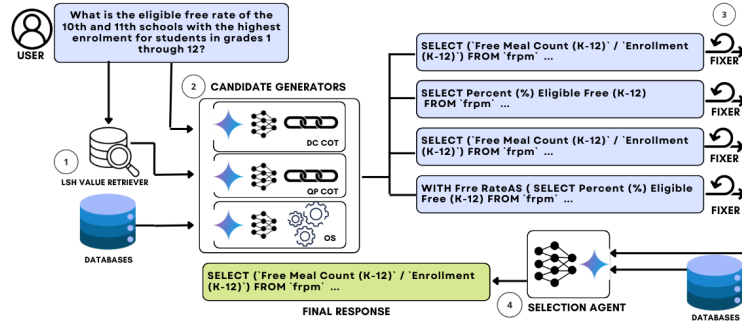 What is the eligible free rate of the
10th and 11th schools with the highest
enrolment for students in grades 1
through 12?
USER
1
LSH VALUE RETRIEVER
DATABASES
2
CANDIDATE GENERATORS
DC COT
QP COT
OS
3
SELECT (`Free Meal Count (K-12)` / `Enrollment
(K-12)`) FROM `frpm` ...
FIXER
SELECT Percent (%) Eligible Free (K-12)
FROM `frpm` ...
FIXER
SELECT (`Free Meal Count (K-12)` / `Enrollment
(K-12)`) FROM `frpm` ...
FIXER
WITH Frre RateAS ( SELECT Percent (%) Eligible
Free (K-12) FROM `frpm` ...
FIXER
SELECT (`Free Meal Count (K-12)` / `Enrollment
(K-12)`) FROM `frpm` ...
FINAL RESPONSE
4
SELECTION AGENT
DATABASES